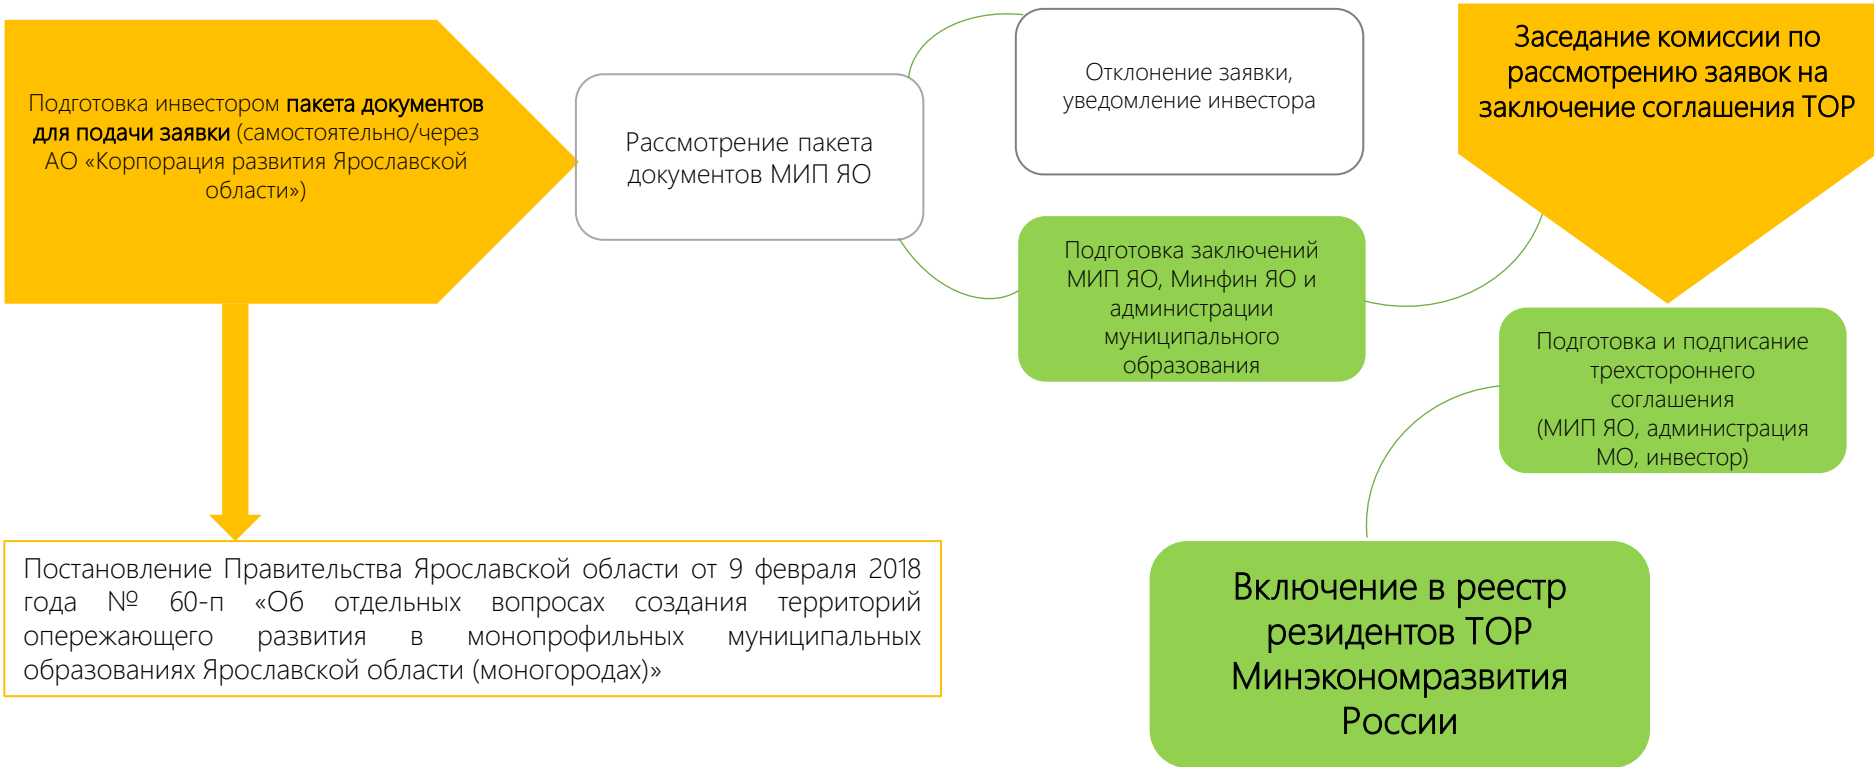 Подготовка инвестором пакета документов
для подачи заявки (самостоятельно/через
АО «Корпорация развития Ярославской
области»)
Рассмотрение пакета
документов МИП ЯО
Отклонение заявки,
уведомление инвестора
Подготовка заключений
МИП ЯО, Минфин ЯО и
администрации
муниципального
образования
Заседание комиссии по
рассмотрению заявок на
заключение соглашения ТОР
Подготовка и подписание
трехстороннего
соглашения
(МИП ЯО, администрация
МО, инвестор)
Включение в реестр
резидентов ТОР
Минэкономразвития
России
Постановление Правительства Ярославской области от 9 февраля 2018
года № 60-п «Об отдельных вопросах создания территорий
опережающего развития в монопрофильных муниципальных
образованиях Ярославской области (моногородах)»